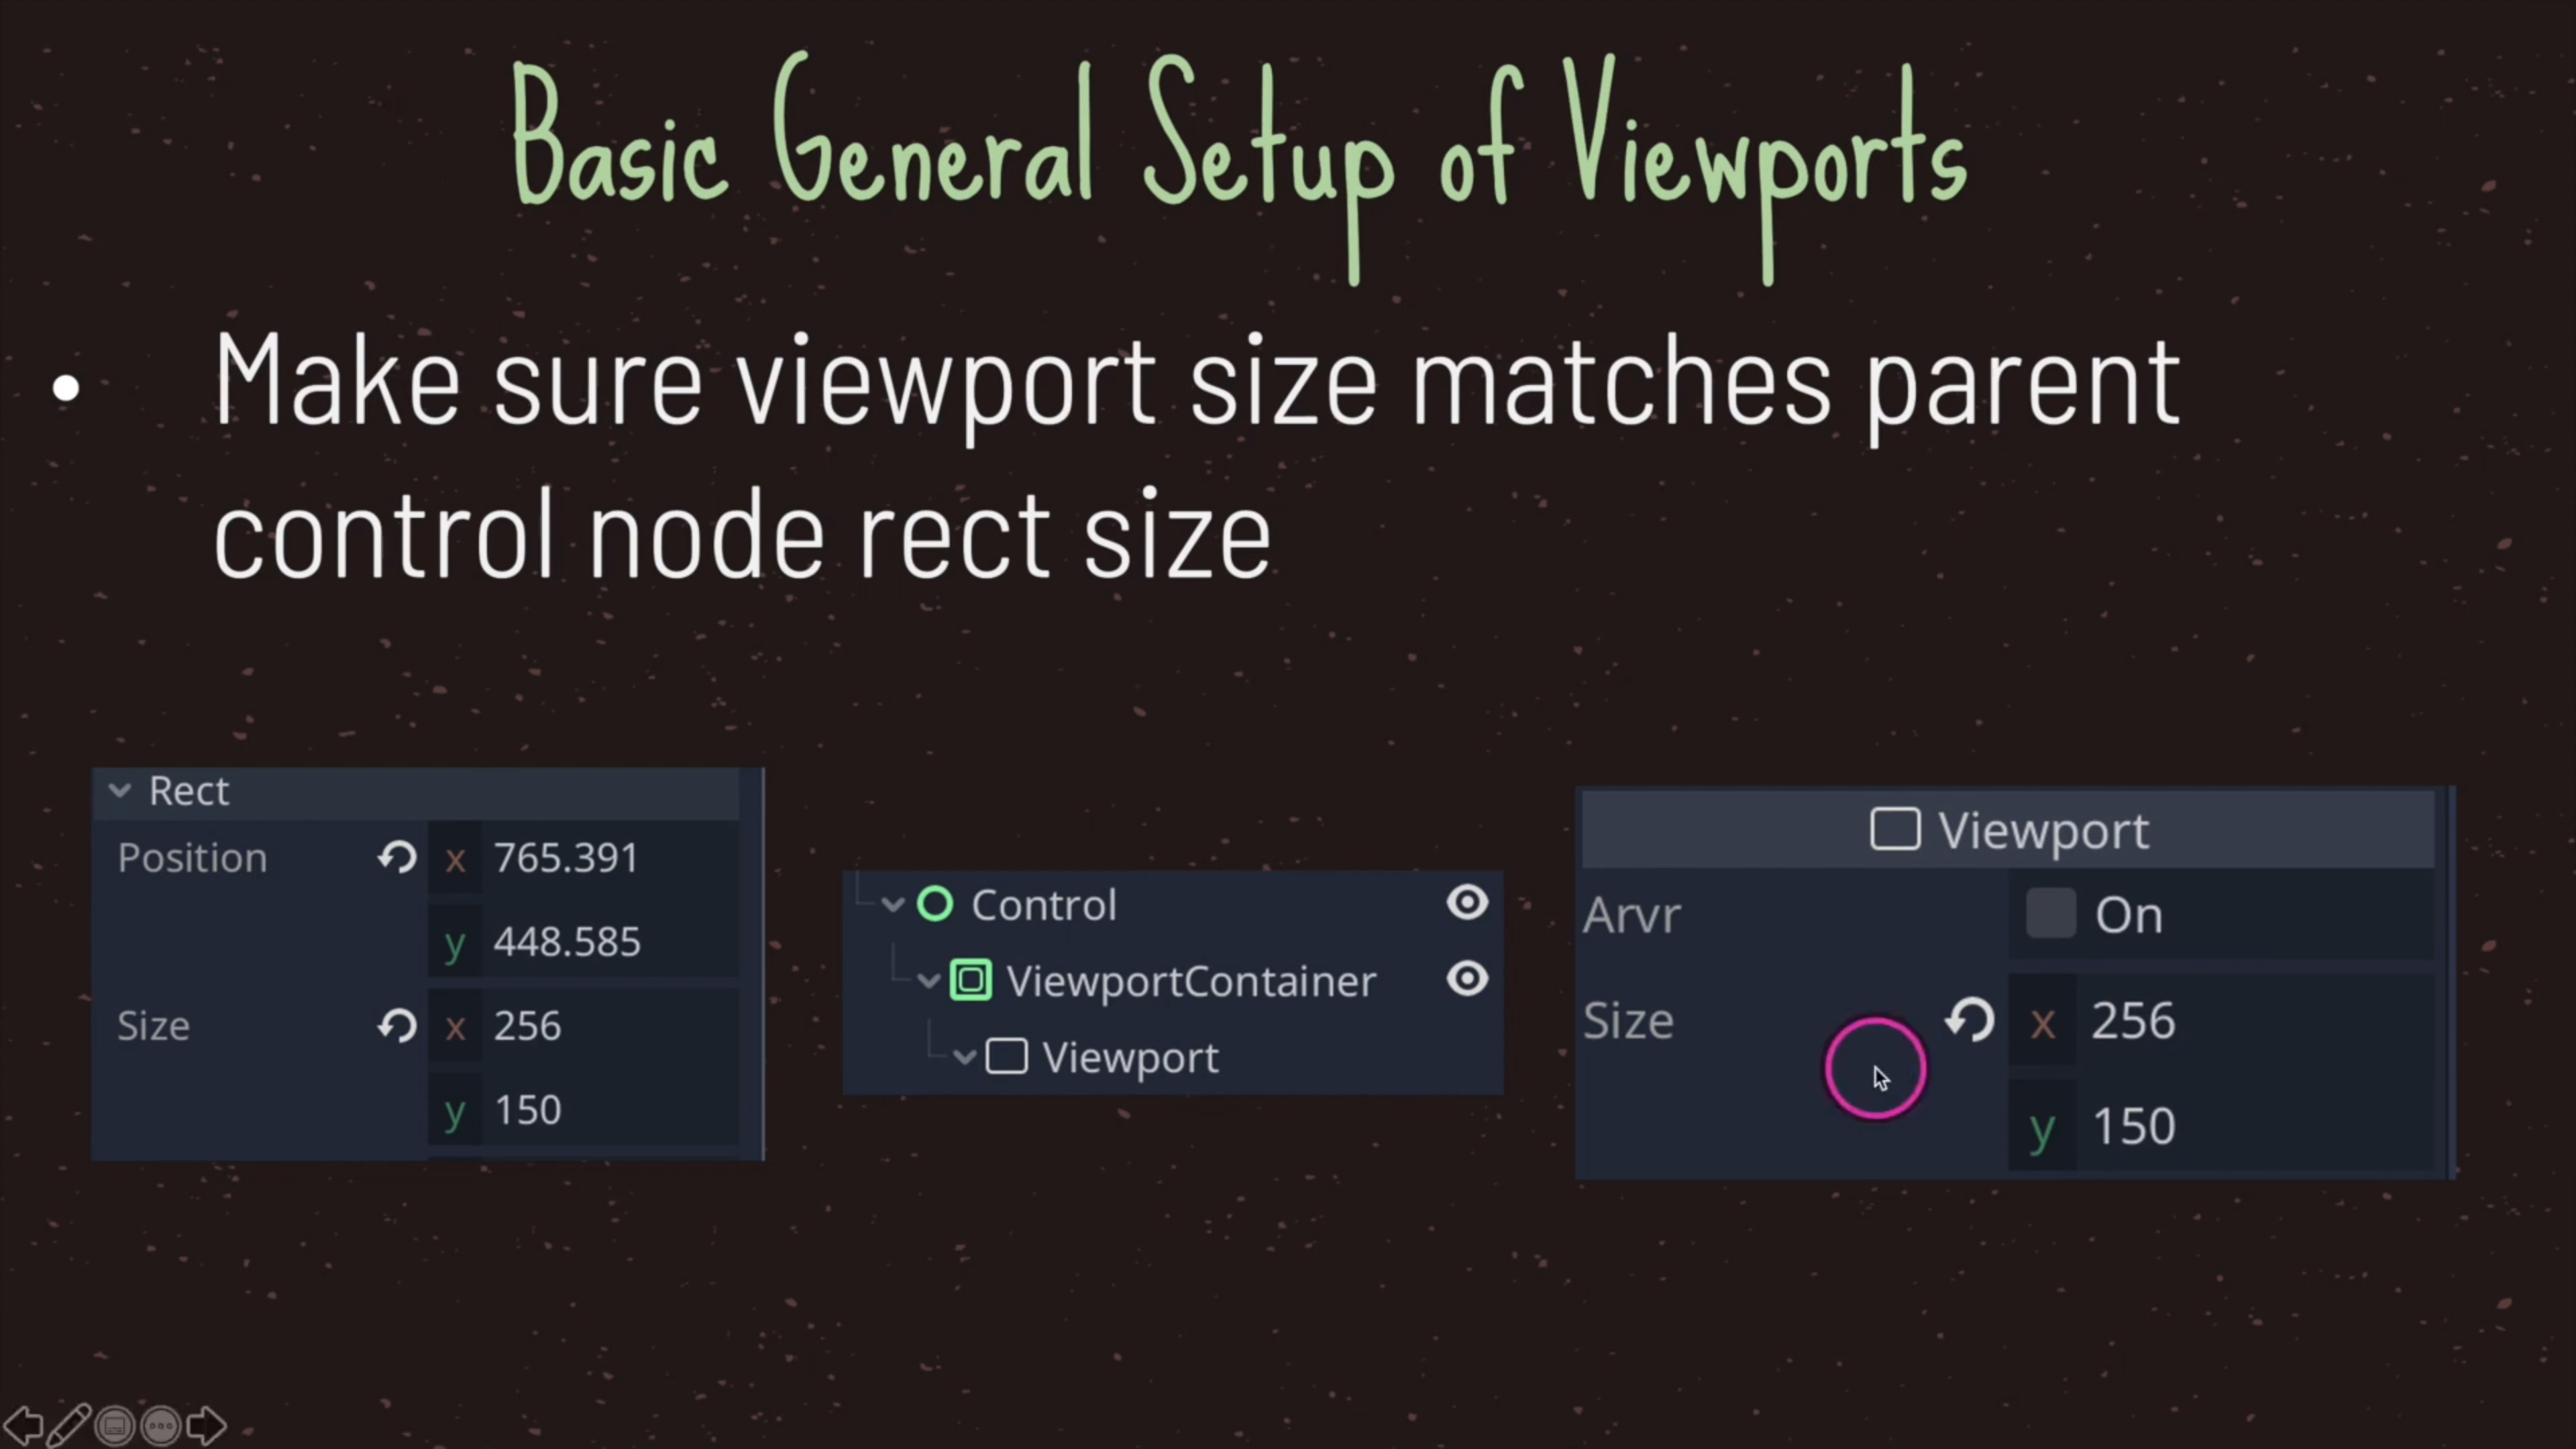 Basic General Setup of Viewports
• Make sure viewport size matches parent
control node rect size
Rect
Position x 765.391
y 448.585
Size x 256
y 150
Control
ViewportContainer
Viewport
Viewport
Arvr On
Size x 256
y 150